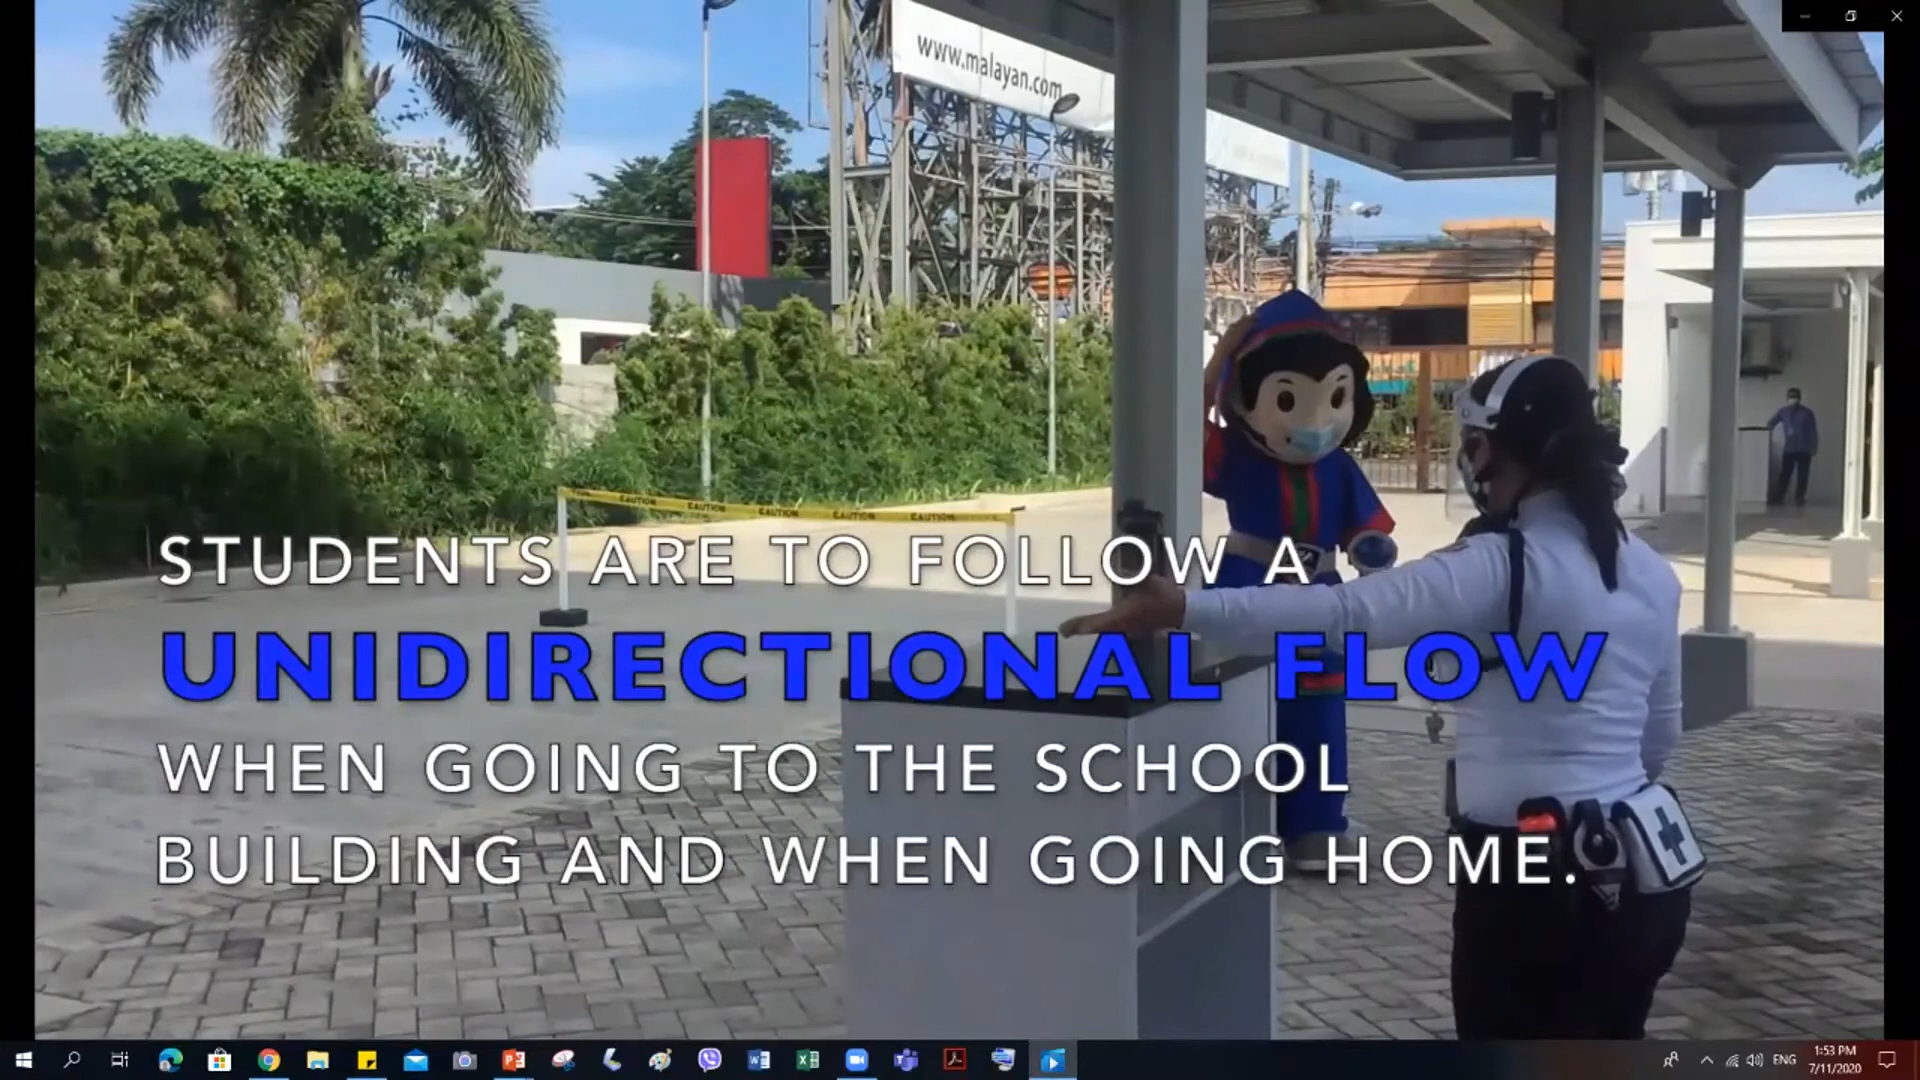 www.malayan.com
CAUTION CAUTION CAUTION CAUTION CAUTION
STUDENTS ARE TO FOLLOW A
UNIDIRECTIONAL FLOW
WHEN GOING TO THE SCHOOL
BUILDING AND WHEN GOING HOME.
ENG
1:53 PM
7/11/2020